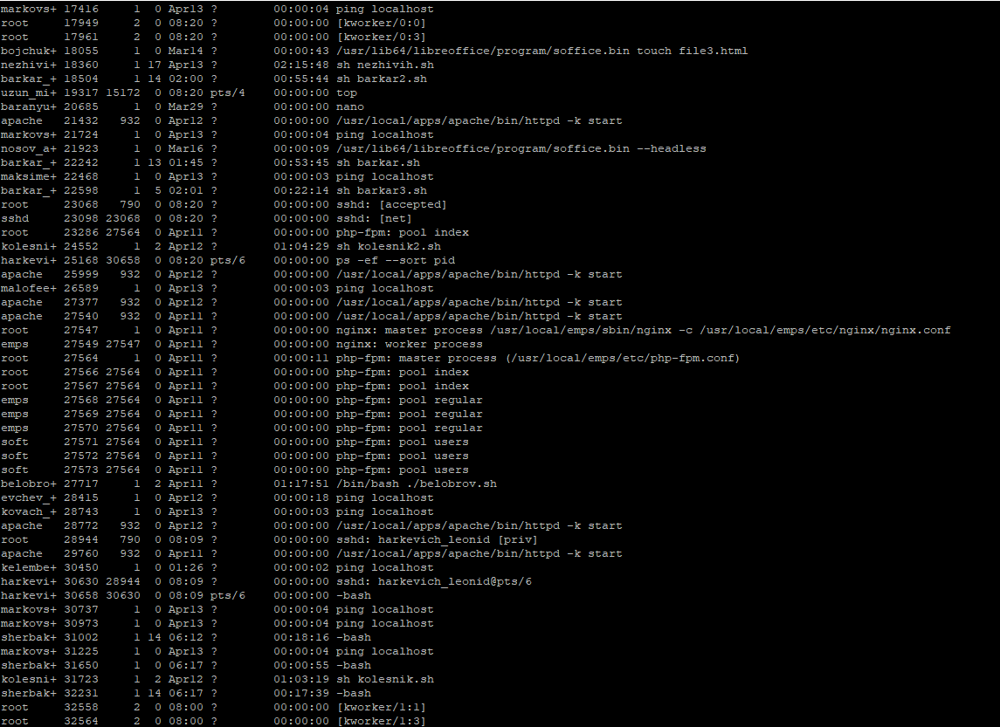 markovs+ 17416     1  0 Apr13 ?        00:00:04 ping localhost
root     17949     2  0 08:20 ?        00:00:00 [kworker/0:0]
root     17961     2  0 08:20 ?        00:00:00 [kworker/0:3]
bojchuk+ 18055     1  0 Mar14 ?        00:00:43 /usr/lib64/libreoffice/program/soffice.bin touch file3.html
nezhivi+ 18360     1 17 Apr13 ?        02:15:48 sh nezhivih.sh
barkar_+ 18504     1 14 02:00 ?        00:55:44 sh barkar2.sh
uzun_mi+ 19317 15172  0 08:20 pts/4    00:00:00 top
baranyu+ 20685     1  0 Mar29 ?        00:00:00 nano
apache   21432   932  0 Apr12 ?        00:00:00 /usr/local/apps/apache/bin/httpd -k start
markovs+ 21724     1  0 Apr13 ?        00:00:04 ping localhost
nosov_a+ 21923     1  0 Mar16 ?        00:00:09 /usr/lib64/libreoffice/program/soffice.bin --headless
barkar_+ 22242     1 13 01:45 ?        00:53:45 sh barkar.sh
maksime+ 22468     1  0 Apr13 ?        00:00:03 ping localhost
barkar_+ 22598     1  5 02:01 ?        00:22:14 sh barkar3.sh
root     23068   790  0 08:20 ?        00:00:00 sshd: [accepted]
sshd     23098 23068  0 08:20 ?        00:00:00 sshd: [net]
root     23286 27564  0 Apr11 ?        00:00:00 php-fpm: pool index
kolesni+ 24552     1  2 Apr12 ?        01:04:29 sh kolesnik2.sh
harkevi+ 25168 30658  0 08:20 pts/6    00:00:00 ps -ef --sort pid
apache   25999   932  0 Apr12 ?        00:00:00 /usr/local/apps/apache/bin/httpd -k start
malofee+ 26589     1  0 Apr13 ?        00:00:03 ping localhost
apache   27377   932  0 Apr12 ?        00:00:00 /usr/local/apps/apache/bin/httpd -k start
apache   27540   932  0 Apr11 ?        00:00:00 /usr/local/apps/apache/bin/httpd -k start
root     27547     1  0 Apr11 ?        00:00:00 nginx: master process /usr/local/emps/sbin/nginx -c /usr/local/emps/etc/nginx/nginx.conf
emps     27549 27547  0 Apr11 ?        00:00:00 nginx: worker process
root     27564     1  0 Apr11 ?        00:00:11 php-fpm: master process (/usr/local/emps/etc/php-fpm.conf)
root     27566 27564  0 Apr11 ?        00:00:00 php-fpm: pool index
root     27567 27564  0 Apr11 ?        00:00:00 php-fpm: pool index
emps     27568 27564  0 Apr11 ?        00:00:00 php-fpm: pool regular
emps     27569 27564  0 Apr11 ?        00:00:00 php-fpm: pool regular
emps     27570 27564  0 Apr11 ?        00:00:00 php-fpm: pool regular
soft     27571 27564  0 Apr11 ?        00:00:00 php-fpm: pool users
soft     27572 27564  0 Apr11 ?        00:00:00 php-fpm: pool users
soft     27573 27564  0 Apr11 ?        00:00:00 php-fpm: pool users
belobro+ 27717     1  2 Apr11 ?        01:17:51 /bin/bash ./belobrov.sh
evchev_+ 28415     1  0 Apr12 ?        00:00:18 ping localhost
kovach_+ 28743     1  0 Apr13 ?        00:00:03 ping localhost
apache   28772   932  0 Apr12 ?        00:00:00 /usr/local/apps/apache/bin/httpd -k start
root     28944   790  0 08:09 ?        00:00:00 sshd: harkevich_leonid [priv]
apache   29760   932  0 Apr11 ?        00:00:00 /usr/local/apps/apache/bin/httpd -k start
kelembe+ 30450     1  0 01:26 ?        00:00:02 ping localhost
harkevi+ 30630 28944  0 08:09 ?        00:00:00 sshd: harkevich_leonid@pts/6
harkevi+ 30658 30630  0 08:09 pts/6    00:00:00 -bash
markovs+ 30737     1  0 Apr13 ?        00:00:04 ping localhost
markovs+ 30973     1  0 Apr13 ?        00:00:04 ping localhost
sherbak+ 31002     1 14 06:12 ?        00:18:16 -bash
markovs+ 31225     1  0 Apr13 ?        00:00:04 ping localhost
sherbak+ 31650     1  0 06:17 ?        00:00:55 -bash
kolesni+ 31723     1  2 Apr12 ?        01:03:19 sh kolesnik.sh
sherbak+ 32231     1 14 06:17 ?        00:17:39 -bash
root     32558     2  0 08:00 ?        00:00:00 [kworker/1:1]
root     32564     2  0 08:00 ?        00:00:00 [kworker/1:3]